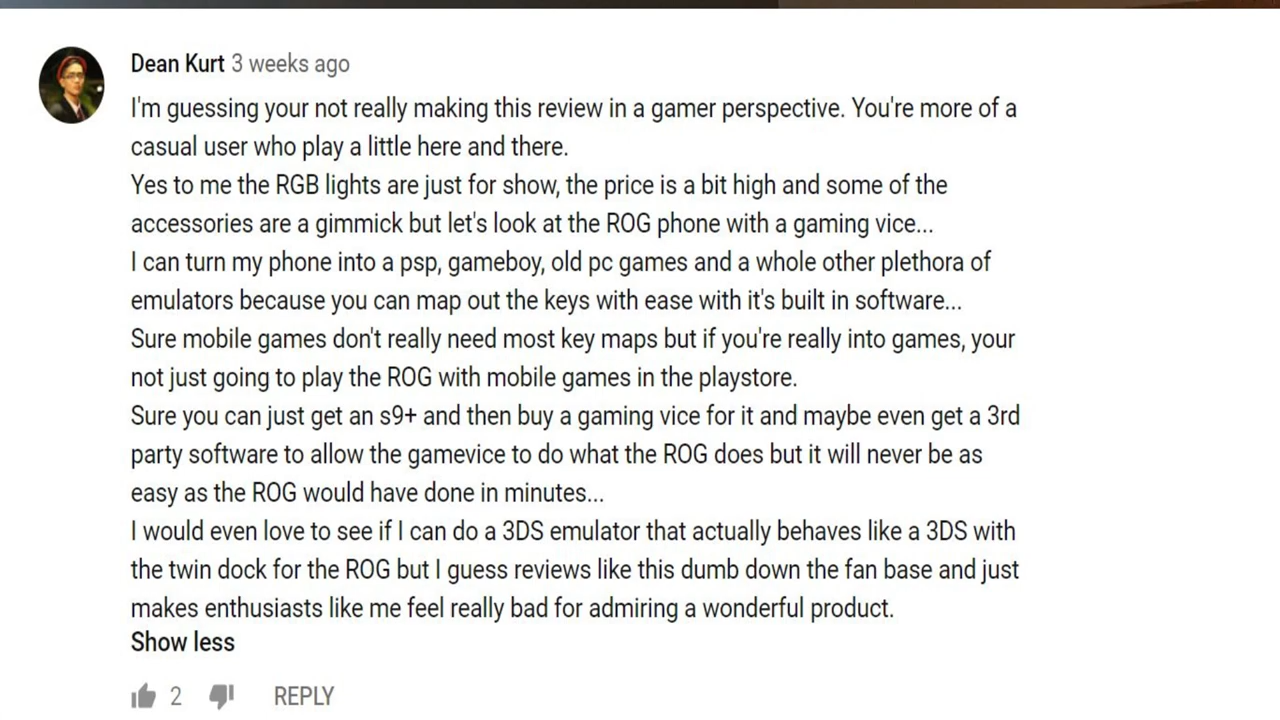 Dean Kurt 3 weeks ago
I'm guessing your not really making this review in a gamer perspective. You're more of a
casual user who play a little here and there.
Yes to me the RGB lights are just for show, the price is a bit high and some of the
accessories are a gimmick but let's look at the ROG phone with a gaming vice...
I can turn my phone into a psp, gameboy, old pc games and a whole other plethora of
emulators because you can map out the keys with ease with it's built in software...
Sure mobile games don't really need most key maps but if you're really into games, your
not just going to play the ROG with mobile games in the playstore.
Sure you can just get an s9+ and then buy a gaming vice for it and maybe even get a 3rd
party software to allow the gamevice to do what the ROG does but it will never be as
easy as the ROG would have done in minutes...
I would even love to see if I can do a 3DS emulator that actually behaves like a 3DS with
the twin dock for the ROG but I guess reviews like this dumb down the fan base and just
makes enthusiasts like me feel really bad for admiring a wonderful product.
Show less
2 REPLY